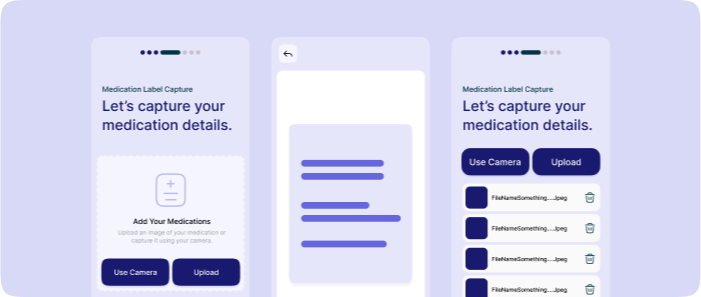 Medication Label Capture
Let's capture your
medication details.
Add Your Medications
Upload an image of your medication or
capture it using your camera.
Use Camera
Upload
Medication Label Capture
Let's capture your
medication details.
Use Camera
Upload
FileNameSomething....Jpeg
FileNameSomething....Jpeg
FileNameSomething....Jpeg
FileNameSomething....Jpeg